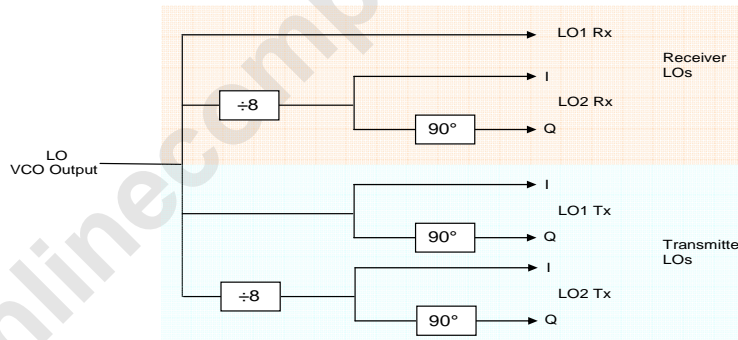 LO1 Rx
Receiver
LOs
I
÷8
LO2 Rx
90°
Q
LO
VCO Output
I
LO1 Tx
90°
Q
Transmitte
LOs
I
÷8
LO2 Tx
90°
Q
nlinecomp